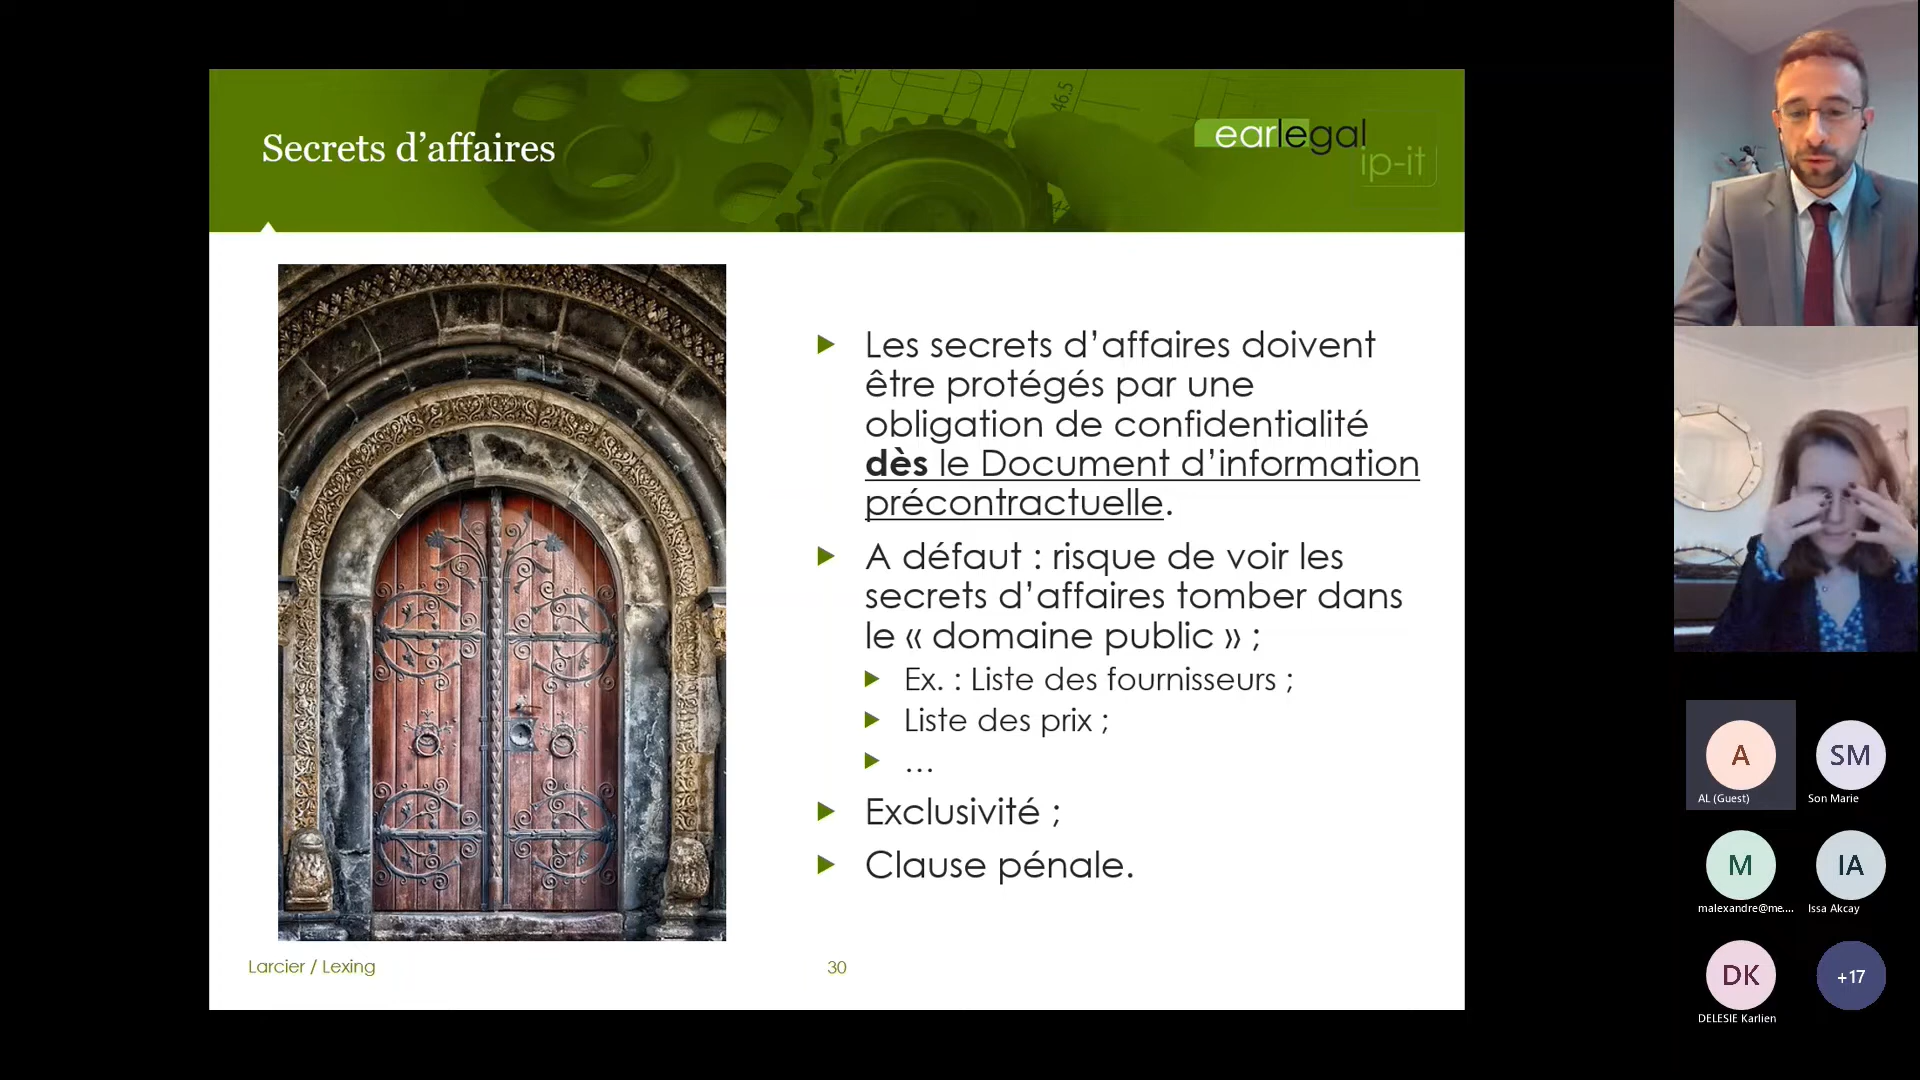 Secrets d’affaires
earlegal
ip-it
46.5
Les secrets d’affaires doivent
être protégés par une
obligation de confidentialité
dès le Document d’information
précontractuelle.
A défaut : risque de voir les
secrets d’affaires tomber dans
le « domaine public » ;
Ex. : Liste des fournisseurs ;
Liste des prix ;
…
Exclusivité ;
Clause pénale.
Larcier / Lexing
30
A
AL (Guest)
SM
Son Marie
M
malexandre@me....
IA
Issa Akcay
DK
DELESIE Karlien
+17